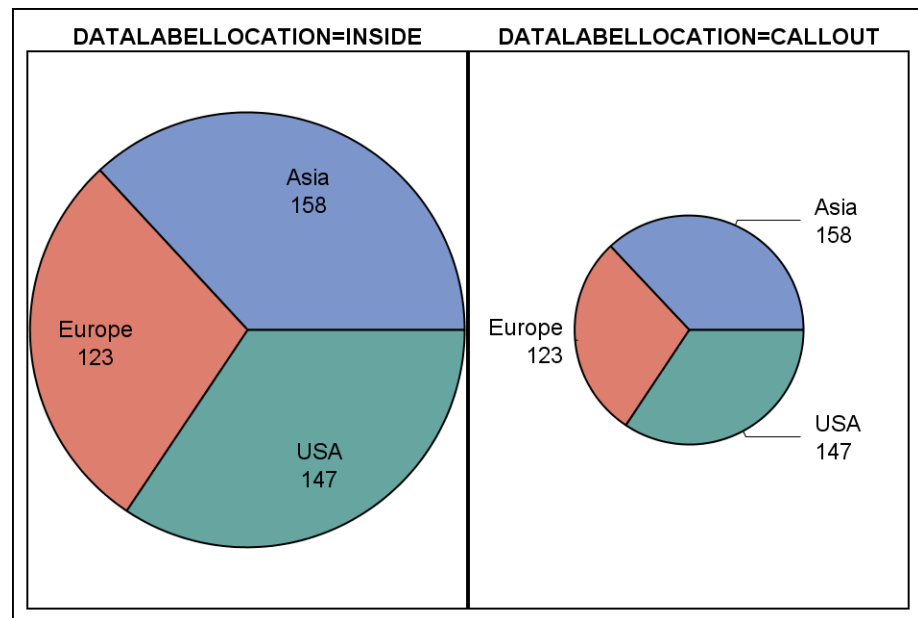 DATALABELLOCATION=INSIDE
Asia
158
Europe
123
USA
147
DATALABELLOCATION=CALLOUT
Asia
158
Europe
123
USA
147